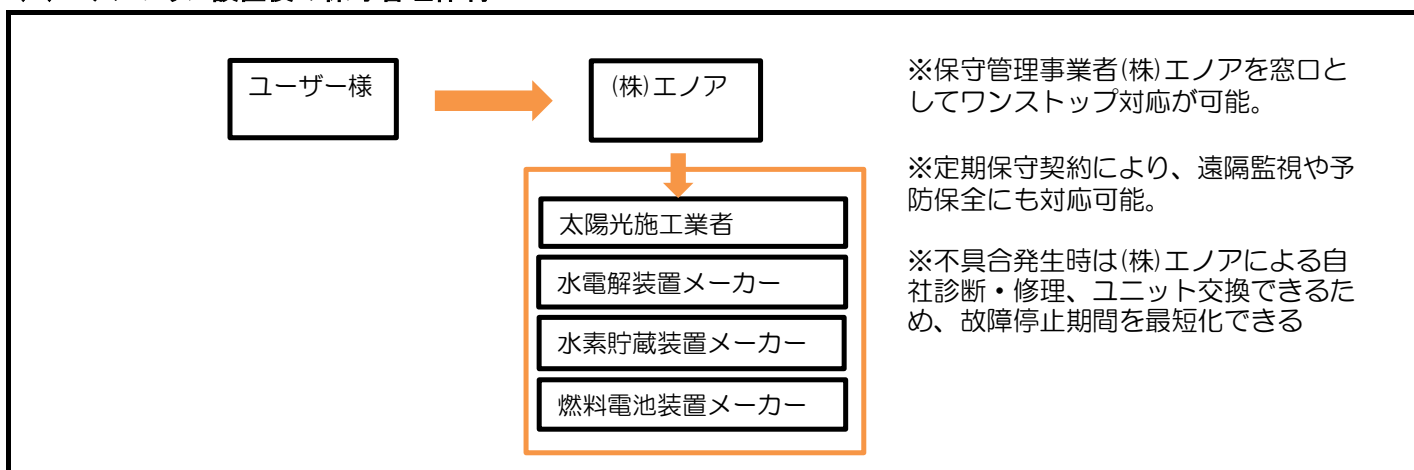 ユーザー様
(株)エノア
太陽光施工業者
水電解装置メーカー
水素貯蔵装置メーカー
燃料電池装置メーカー
※保守管理事業者(株)エノアを窓口と
してワンストップ対応が可能。
※定期保守契約により、遠隔監視や予
防保全にも対応可能。
※不具合発生時は(株)エノアによる自
社診断・修理、ユニット交換できるた
め、故障停止期間を最短化できる